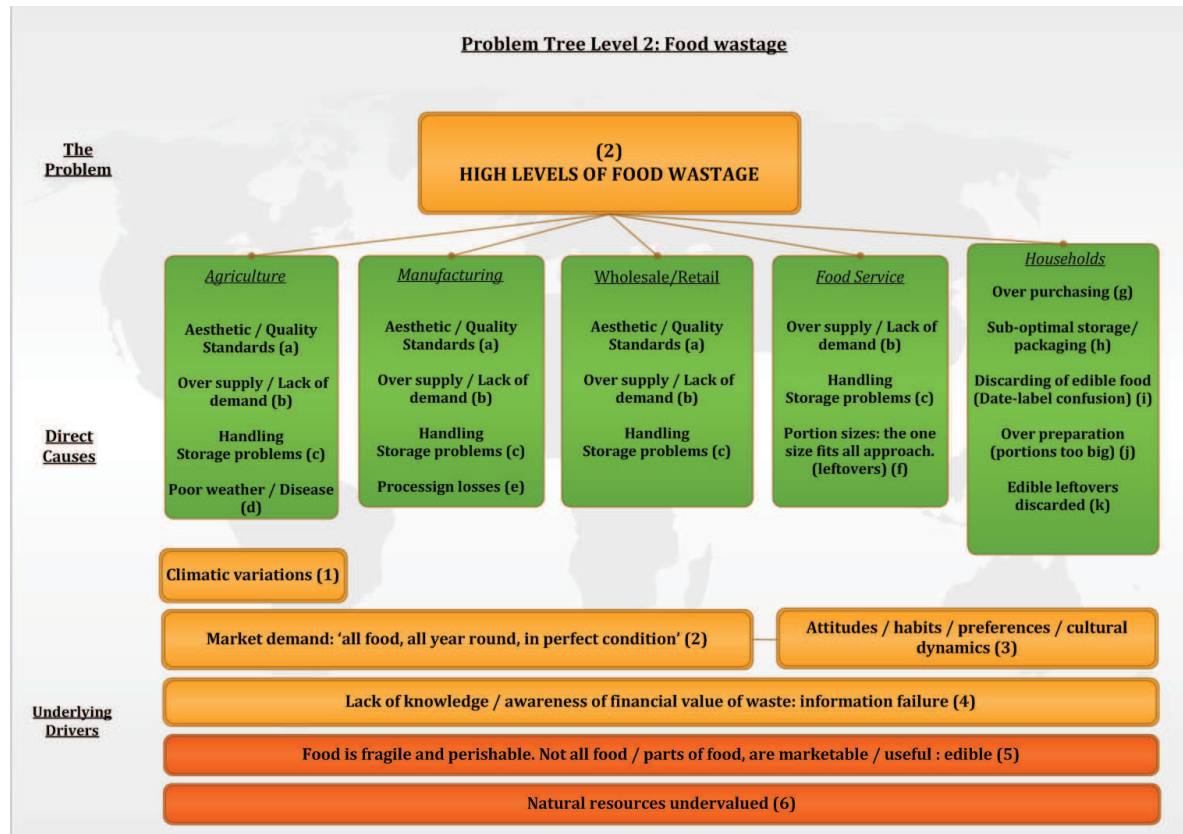 Problem Tree Level 2: Food wastage
The
Problem
(2)
HIGH LEVELS OF FOOD WASTAGE
Direct
Causes
Agriculture
Aesthetic / Quality
Standards (a)
Over supply / Lack of
demand (b)
Handling
Storage problems (c)
Poor weather / Disease
(d)
Manufacturing
Aesthetic / Quality
Standards (a)
Over supply / Lack of
demand (b)
Handling
Storage problems (c)
Processign losses (e)
Wholesale/Retail
Aesthetic / Quality
Standards (a)
Over supply / Lack of
demand (b)
Handling
Storage problems (c)
Food Service
Over supply / Lack of
demand (b)
Handling
Storage problems (c)
Portion sizes: the one
size fits all approach.
(leftovers) (f)
Households
Over purchasing (g)
Sub-optimal storage/
packaging (h)
Discarding of edible food
(Date-label confusion) (i)
Over preparation
(portions too big) (j)
Edible leftovers
discarded (k)
Underlying
Drivers
Climatic variations (1)
Market demand: ‘all food, all year round, in perfect condition’ (2)
Attitudes / habits / preferences / cultural
dynamics (3)
Lack of knowledge / awareness of financial value of waste: information failure (4)
Food is fragile and perishable. Not all food / parts of food, are marketable / useful : edible (5)
Natural resources undervalued (6)